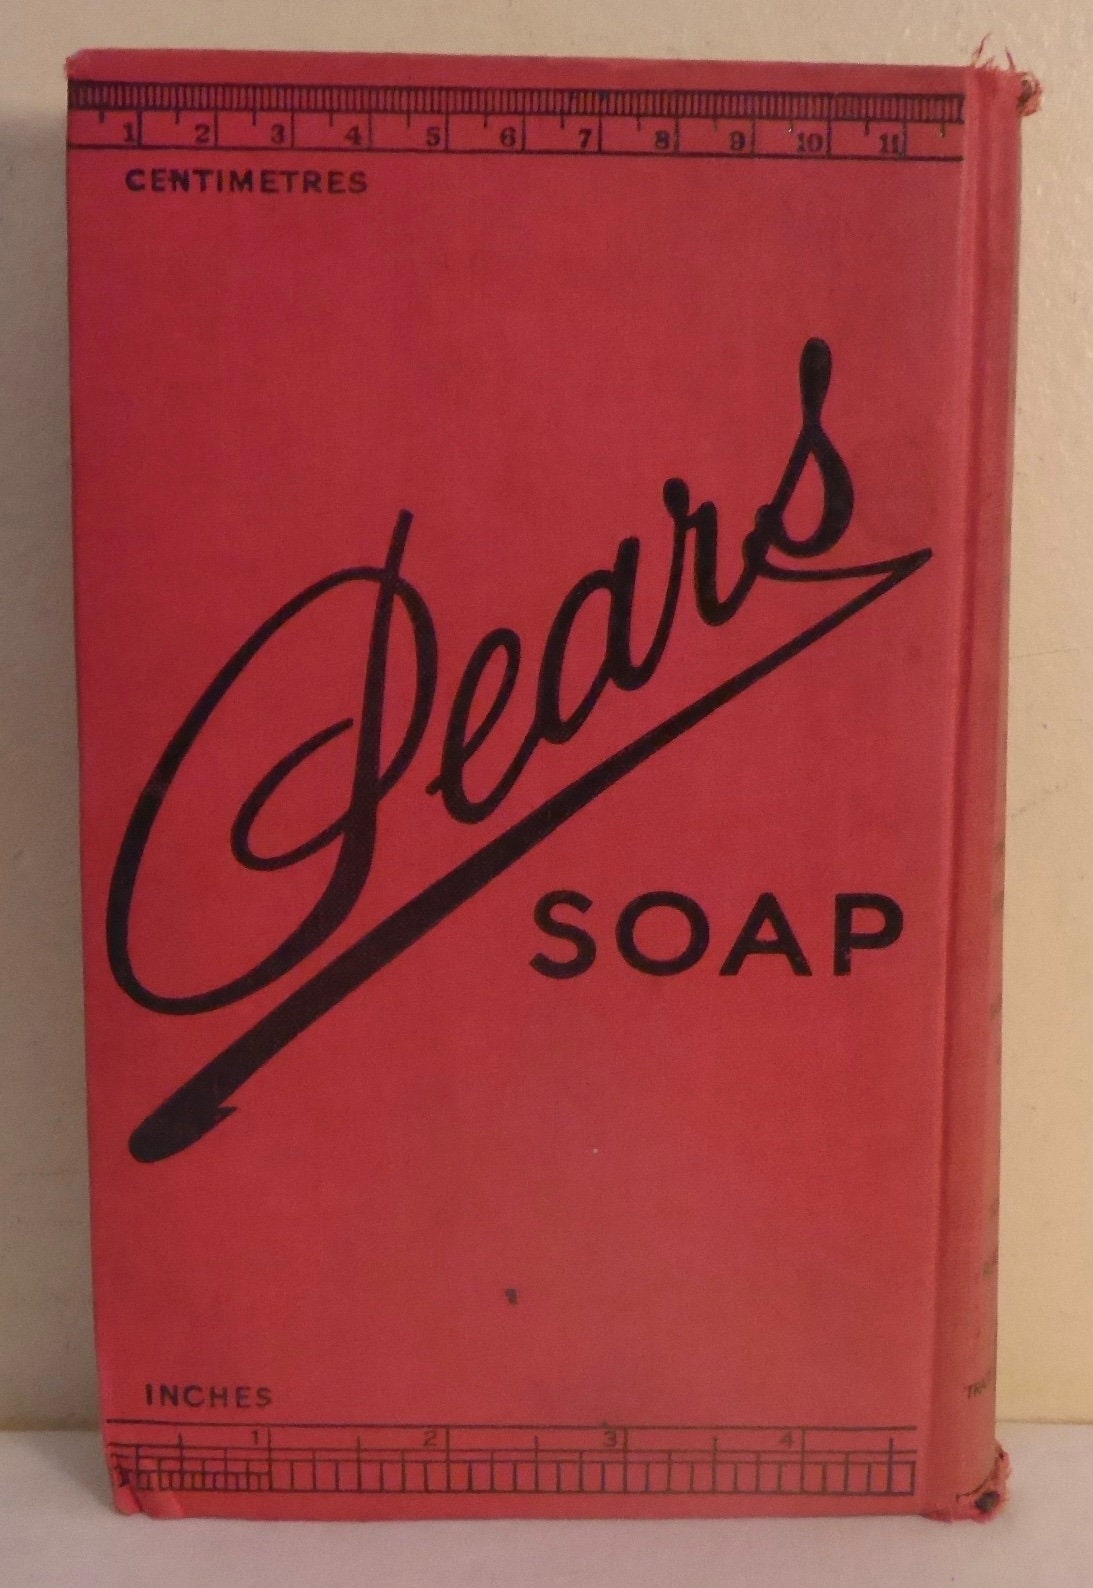 1 2 3 4 5 6 7 8 9 10 11
CENTIMETRES
Pears
SOAP
INCHES
1 2 3 4